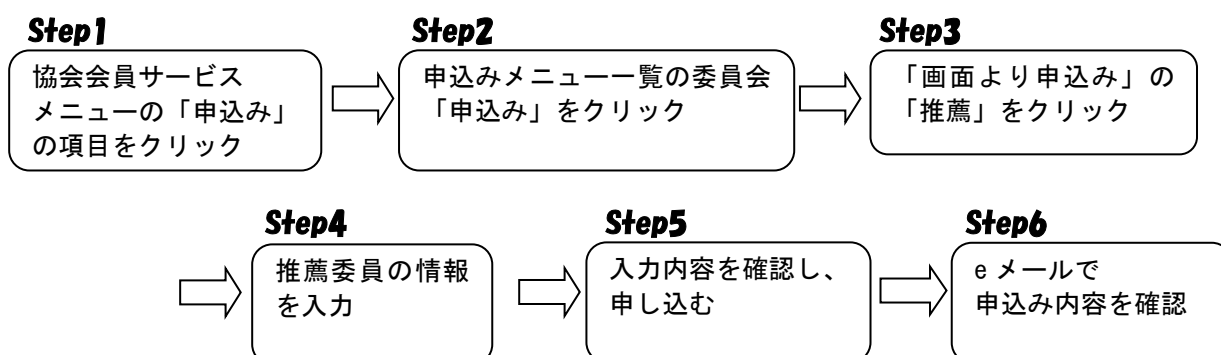 Step1
協会会員サービス
メニューの「申込み」
の項目をクリック
Step2
申込みメニュー一覧の委員会
「申込み」をクリック
Step3
「画面より申込み」の
「推薦」をクリック
Step4
推薦委員の情報
を入力
Step5
入力内容を確認し、
申し込む
Step6
e メールで
申込み内容を確認